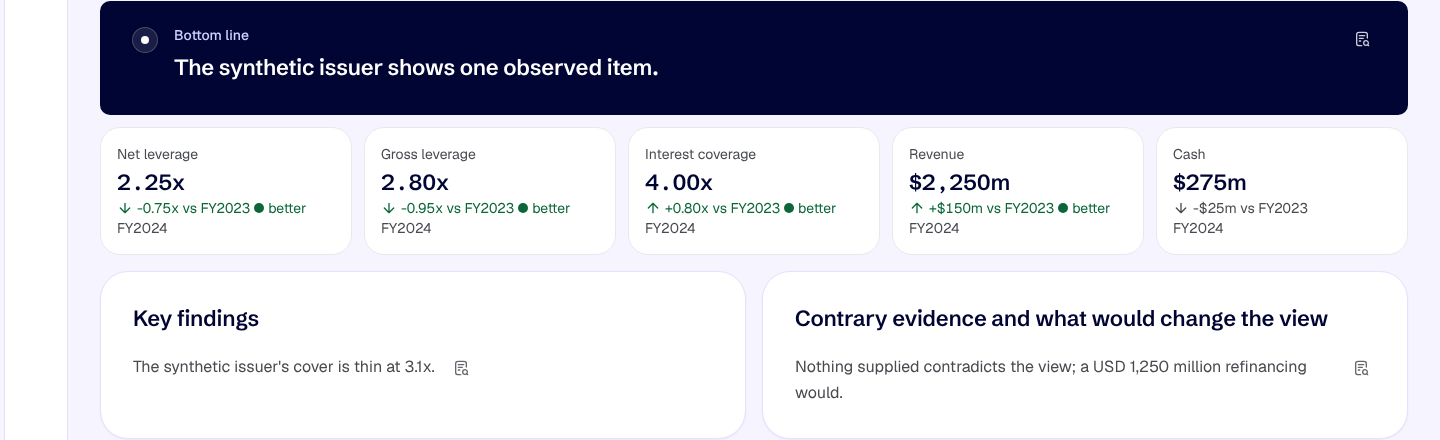 Bottom line
The synthetic issuer shows one observed item.
Net leverage
2.25x
↓ -0.75x vs FY2023 ● better
FY2024
Gross leverage
2.80x
↓ -0.95x vs FY2023 ● better
FY2024
Interest coverage
4.00x
↑ +0.80x vs FY2023 ● better
FY2024
Revenue
$2,250m
↑ +$150m vs FY2023 ● better
FY2024
Cash
$275m
↓ -$25m vs FY2023
FY2024
Key findings
The synthetic issuer's cover is thin at 3.1x.
Contrary evidence and what would change the view
Nothing supplied contradicts the view; a USD 1,250 million refinancing
would.